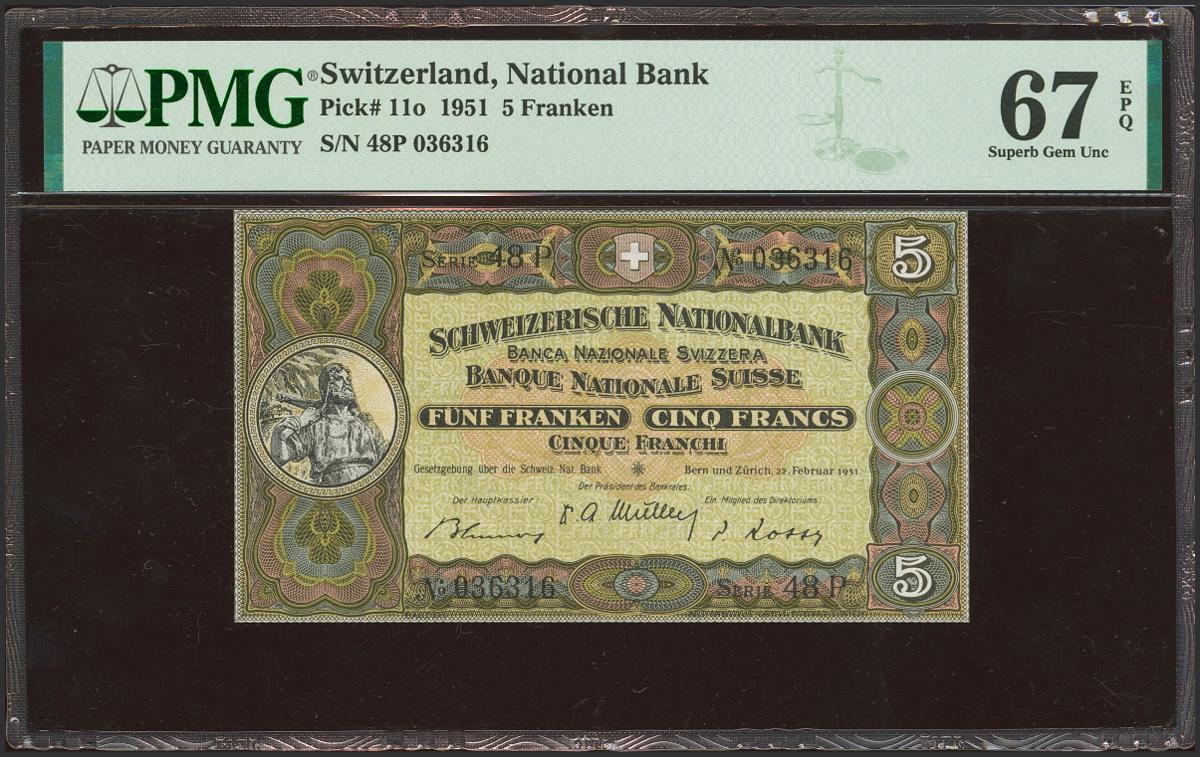 PMG®
PAPER MONEY GUARANTY
Switzerland, National Bank
Pick# 11o 1951 5 Franken
S/N 48P 036316
67 EPQ
Superb Gem Unc
SERIE 48 P
No 036316
5
SCHWEIZERISCHE NATIONALBANK
BANCA NAZIONALE SVIZZERA
BANQUE NATIONALE SUISSE
FÜNF FRANKEN CINQ FRANCS
CINQUE FRANCHI
Gesetzgebung über die Schweiz. Nat. Bank
Bern und Zürich, 22. Februar 1951.
Der Präsident des Bankrates:
Der Hauptkassier:
Ein Mitglied des Direktoriums
No 036316
SERIE 48 P
5